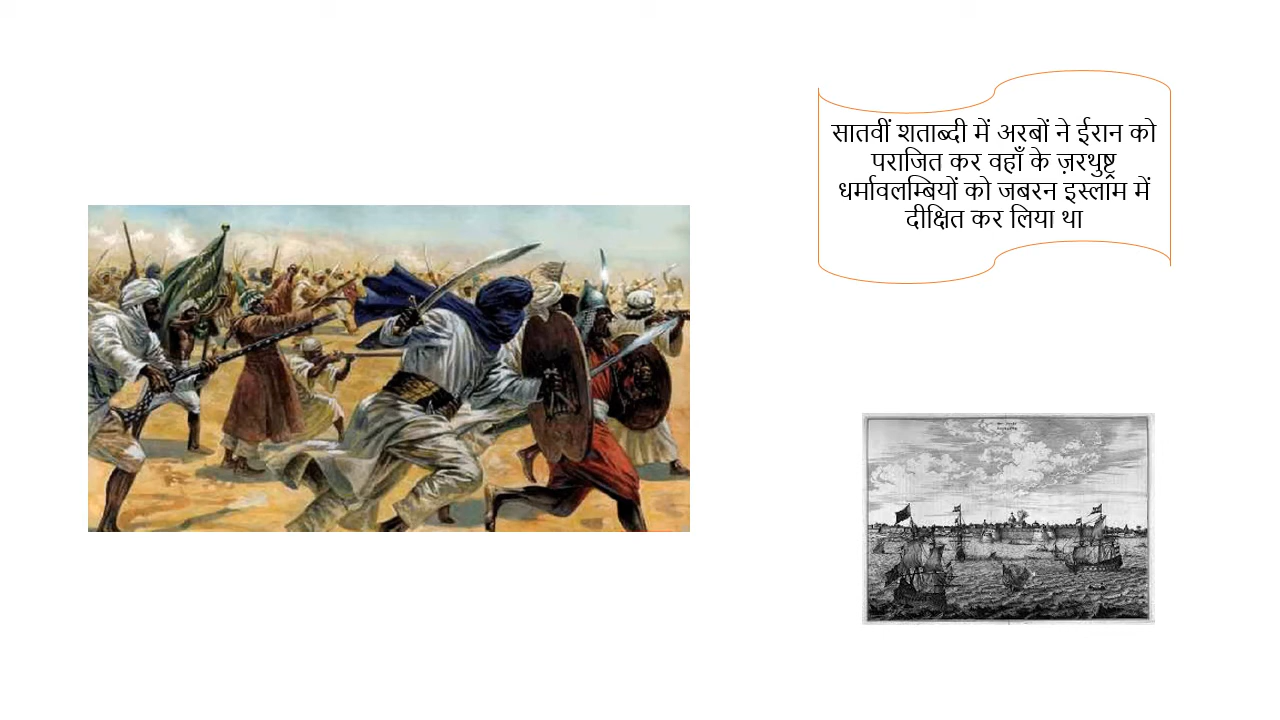 सातवीं शताब्दी में अरबों ने ईरान को
पराजित कर वहाँ के ज़रथुष्ट्र
धर्मावलम्बियों को जबरन इस्लाम में
दीक्षित कर लिया था